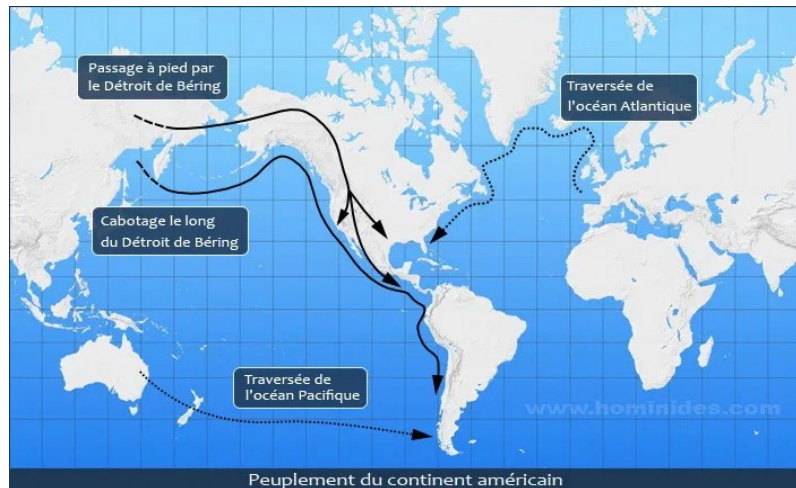 Passage à pied par
le Détroit de Béring
Traversée de
l'océan Atlantique
Cabotage le long
du Détroit de Béring
Traversée de
l'océan Pacifique
www.hominides.com
Peuplement du continent américain